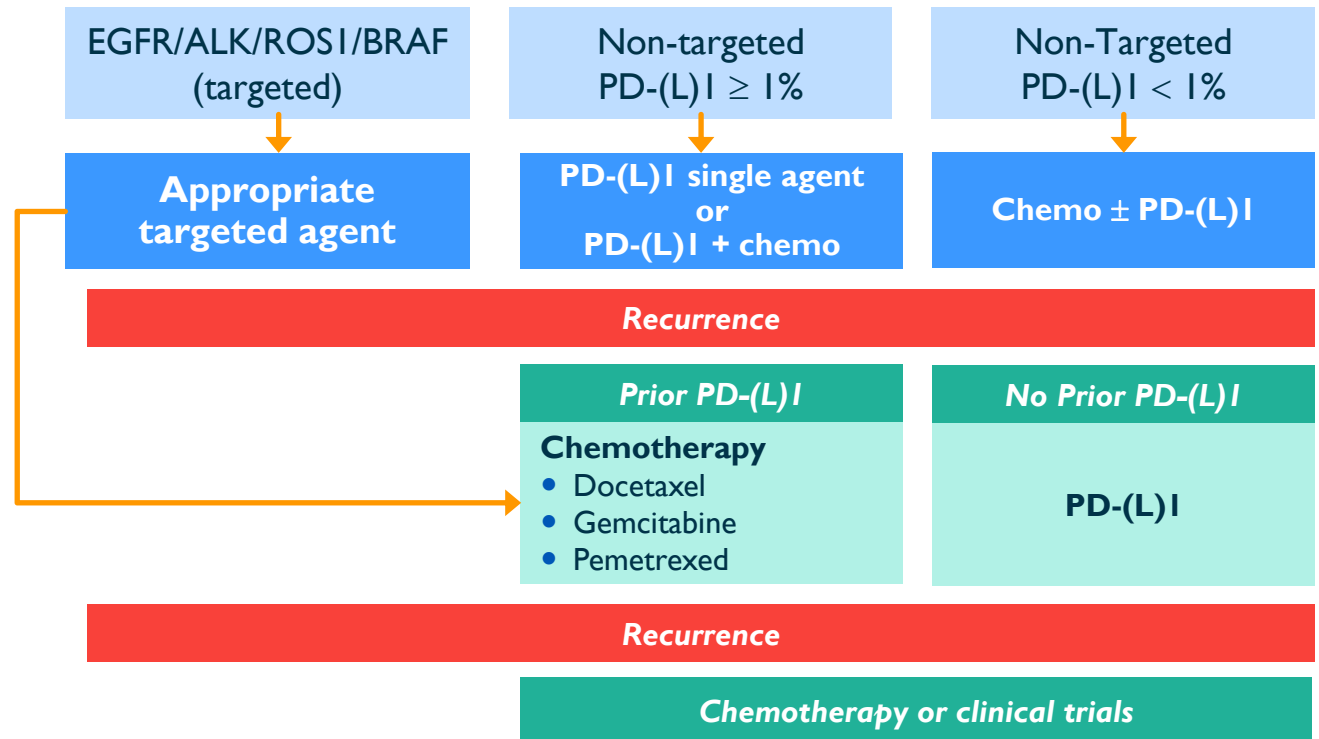 EGFR/ALK/ROS1/BRAF
(targeted)
Non-targeted
PD-(L)1 ≥ 1%
Non-Targeted
PD-(L)1 < 1%
Appropriate
targeted agent
PD-(L)1 single agent
or
PD-(L)1 + chemo
Chemo ± PD-(L)1
Recurrence
Prior PD-(L)1
Chemotherapy
• Docetaxel
• Gemcitabine
• Pemetrexed
No Prior PD-(L)1
PD-(L)1
Recurrence
Chemotherapy or clinical trials